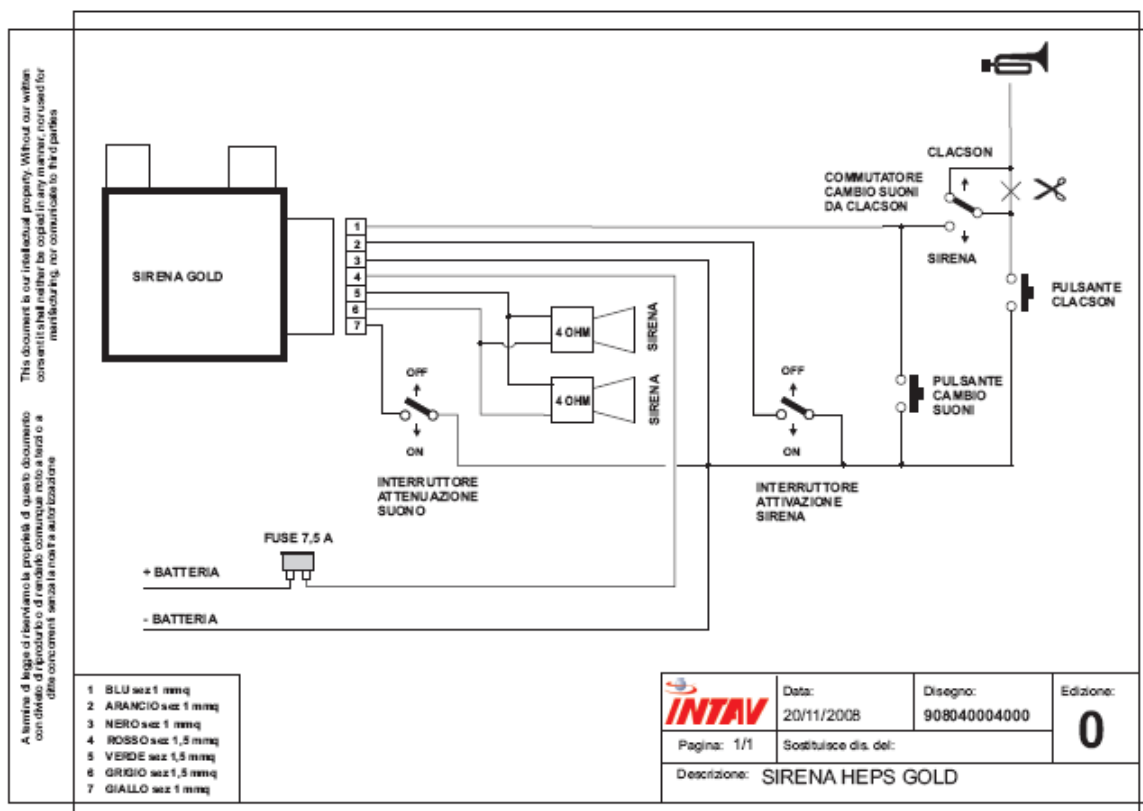 This document is our intellectual property. Without our written
consent it shall neither be copied in any manner, nor used for
manifacturing, nor comunicate to third parties
A termine di legge ci riserviamo la proprietà di questo documento
con divieto di riprodurlo o di renderlo comunque noto a terzi o a
ditte concorrenti senza la nostra autorizzazione
CLACSON
COMMUTATORE
CAMBIO SUONI
DA CLACSON
SIRENA
PULSANTE
CLACSON
SIRENA GOLD
1
2
3
4
5
6
7
4 OHM
SIRENA
4 OHM
SIRENA
OFF
ON
INTERRUTTORE
ATTENUAZIONE
SUONO
OFF
ON
INTERRUTTORE
ATTIVAZIONE
SIRENA
PULSANTE
CAMBIO
SUONI
FUSE 7,5 A
+ BATTERIA
- BATTERIA
1 BLU sez 1 mmq
2 ARANCIO sez 1 mmq
3 NERO sez 1 mmq
4 ROSSO sez 1,5 mmq
5 VERDE sez 1,5 mmq
6 GRIGIO sez 1,5 mmq
7 GIALLO sez 1 mmq
INTAV
Data:
20/11/2008
Disegno:
908040004000
Edizione:
0
Pagina: 1/1
Sostituisce dis. del:
Descrizione: SIRENA HEPS GOLD